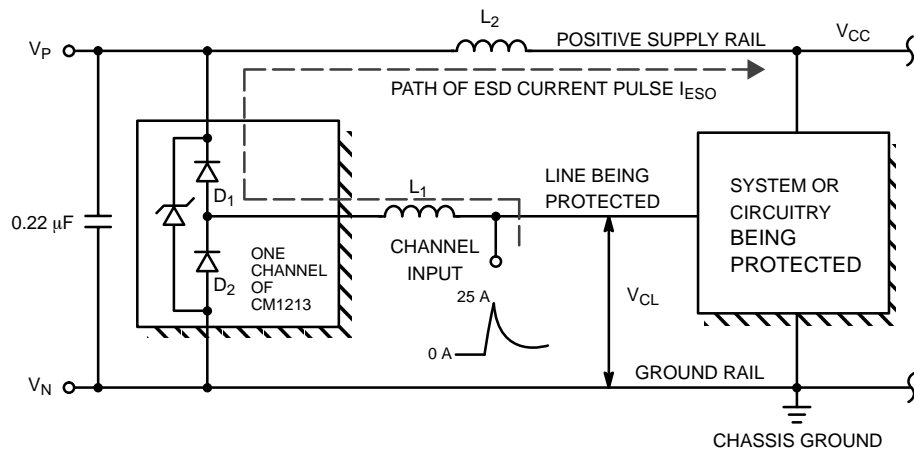 L2
VP
POSITIVE SUPPLY RAIL
VCC
PATH OF ESD CURRENT PULSE IESO
D1
L1
LINE BEING
PROTECTED
SYSTEM OR
CIRCUITRY
BEING
PROTECTED
0.22 μF
D2
ONE
CHANNEL
OF
CM1213
CHANNEL
INPUT
25 A
0 A
VCL
VN
GROUND RAIL
CHASSIS GROUND